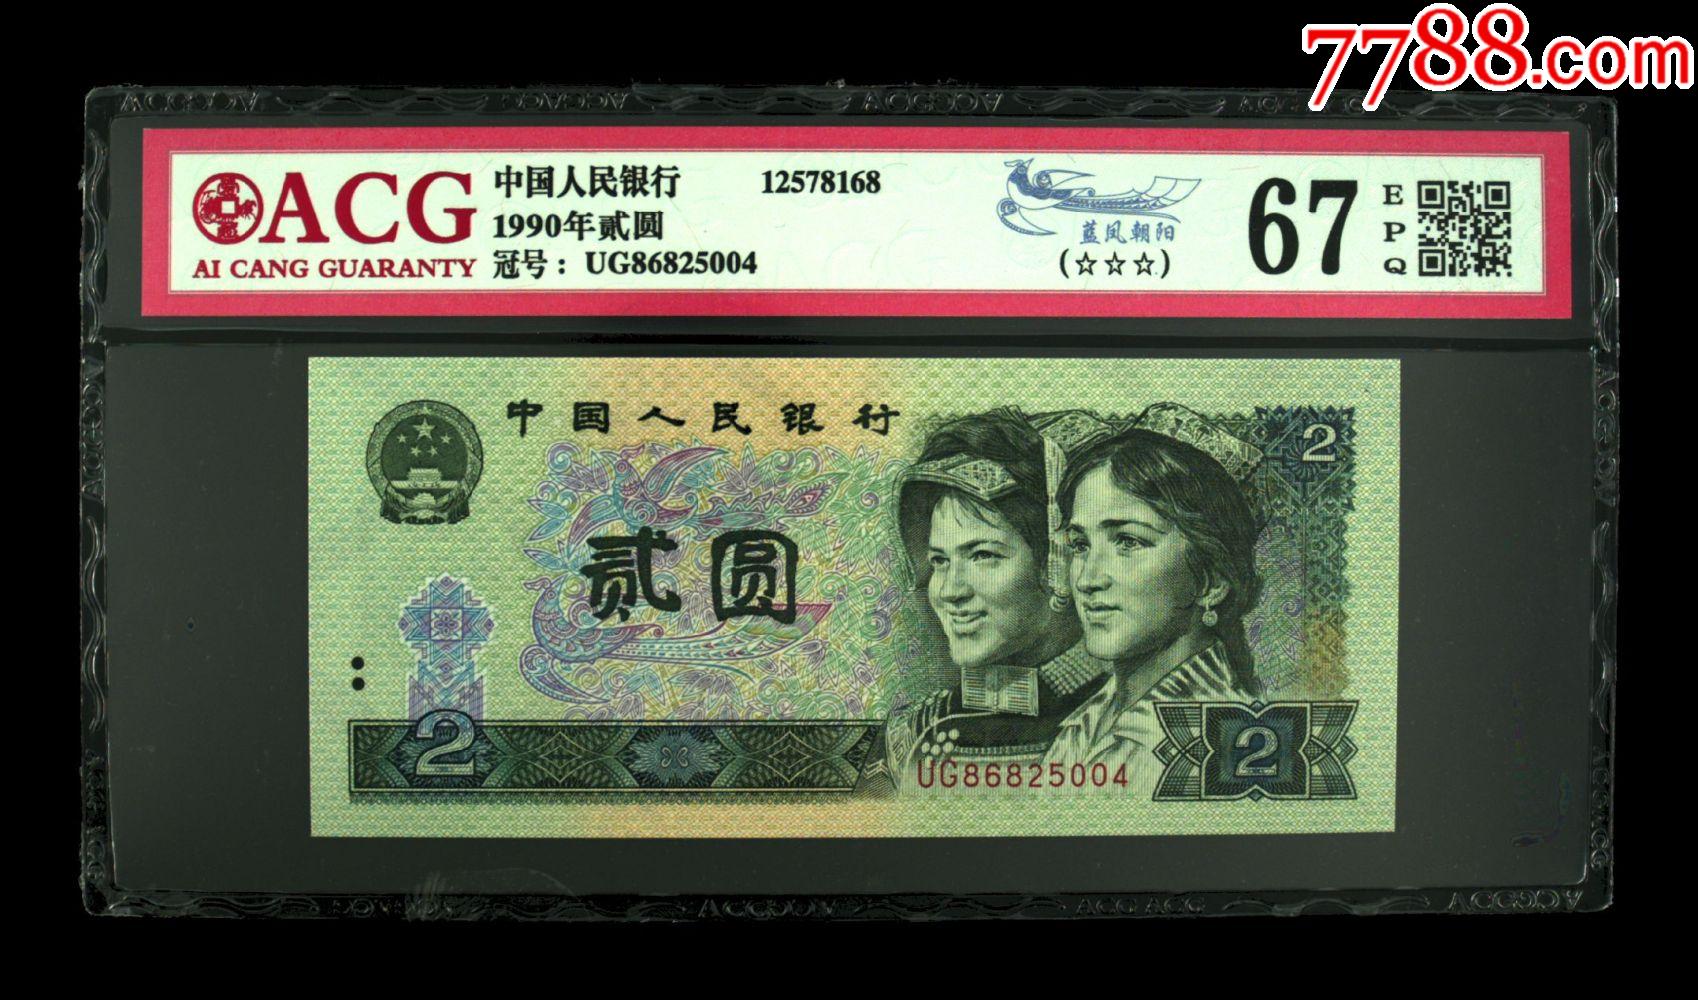 7788.com
ACG
AI CANG GUARANTY
中国人民银行 12578168
1990年贰圆
冠号： UG86825004
蓝凤朝阳
(☆☆☆)
67
EPQ
中国人民银行
2
贰圆
2
UG86825004
2